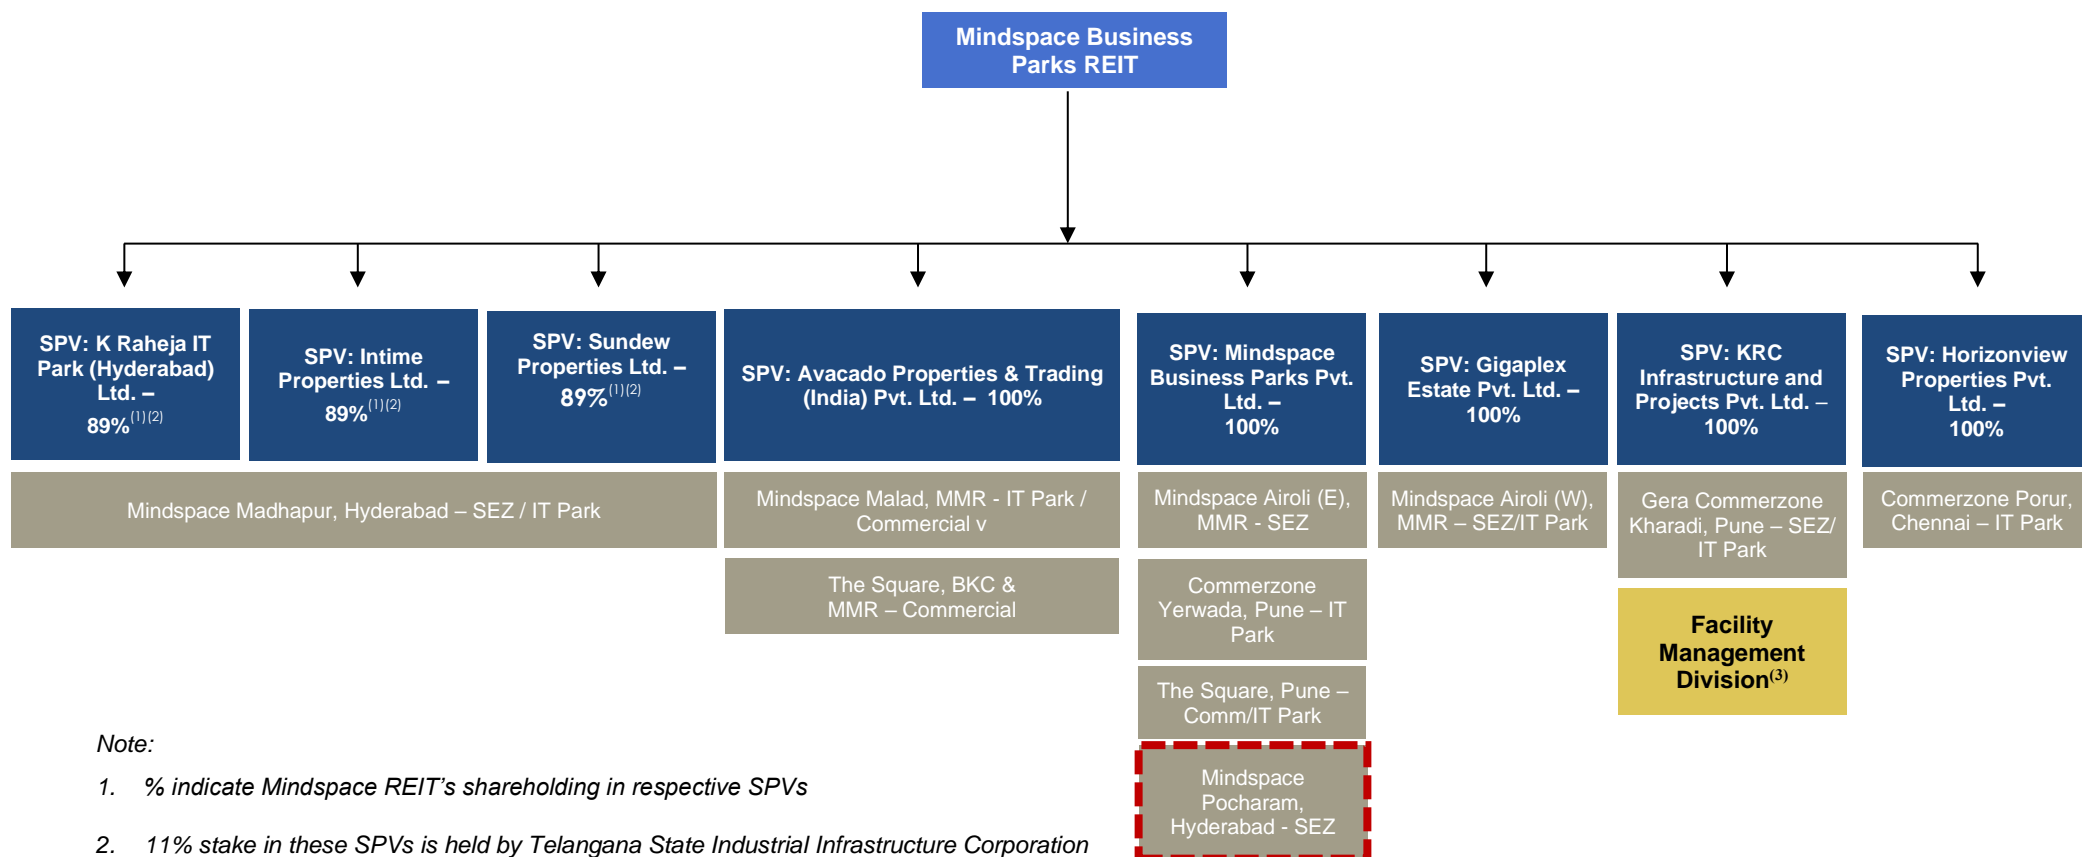 Mindspace Business
Parks REIT
SPV: K Raheja IT
Park (Hyderabad)
Ltd. –
89%(1)(2)
SPV: Intime
Properties Ltd. –
89%(1)(2)
SPV: Sundew
Properties Ltd. –
89%(1)(2)
SPV: Avacado Properties & Trading
(India) Pvt. Ltd. – 100%
SPV: Mindspace
Business Parks Pvt.
Ltd. –
100%
SPV: Gigaplex
Estate Pvt. Ltd. –
100%
SPV: KRC
Infrastructure and
Projects Pvt. Ltd. –
100%
SPV: Horizonview
Properties Pvt.
Ltd. –
100%
Mindspace Madhapur, Hyderabad – SEZ / IT Park
Mindspace Malad, MMR - IT Park /
Commercial v
Mindspace Airoli (E),
MMR - SEZ
Mindspace Airoli (W),
MMR – SEZ/IT Park
Gera Commerzone
Kharadi, Pune – SEZ/
IT Park
Commerzone Porur,
Chennai – IT Park
The Square, BKC &
MMR – Commercial
Commerzone
Yerwada, Pune – IT
Park
Facility
Management
Division(3)
The Square, Pune –
Comm/IT Park
Mindspace
Pocharam,
Hyderabad - SEZ
Note:
1. % indicate Mindspace REIT’s shareholding in respective SPVs
2. 11% stake in these SPVs is held by Telangana State Industrial Infrastructure Corporation